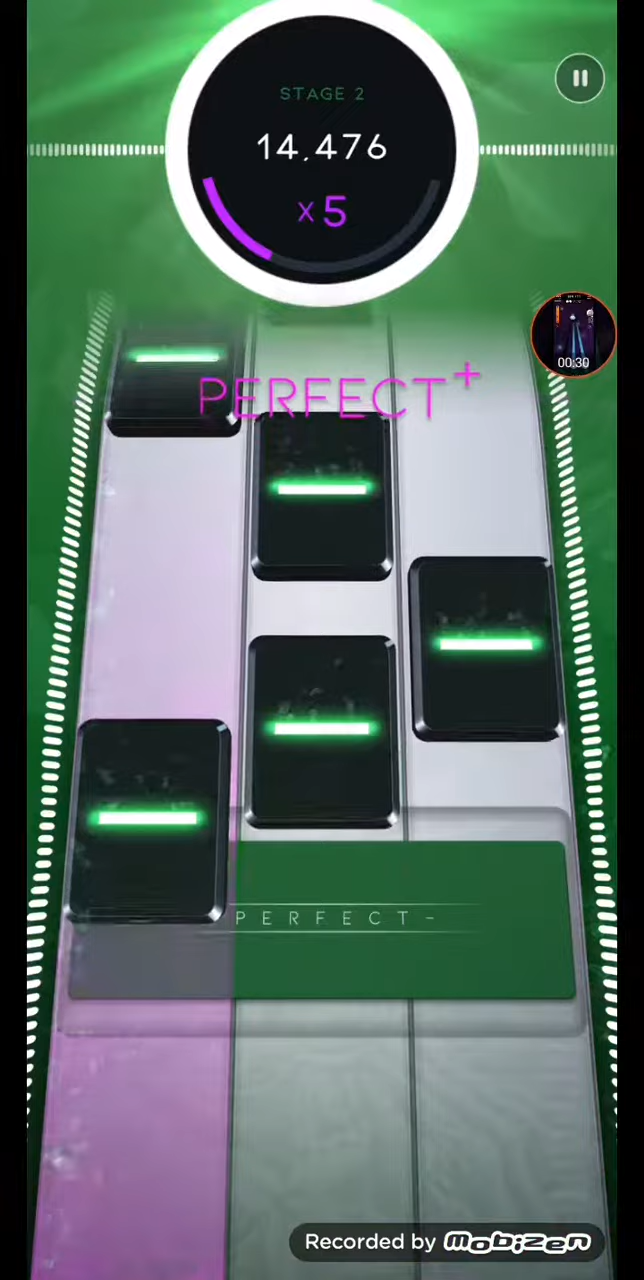 STAGE 2
14,476
x5
00:30
PERFECT+
PERFECT-
Recorded by mobizen